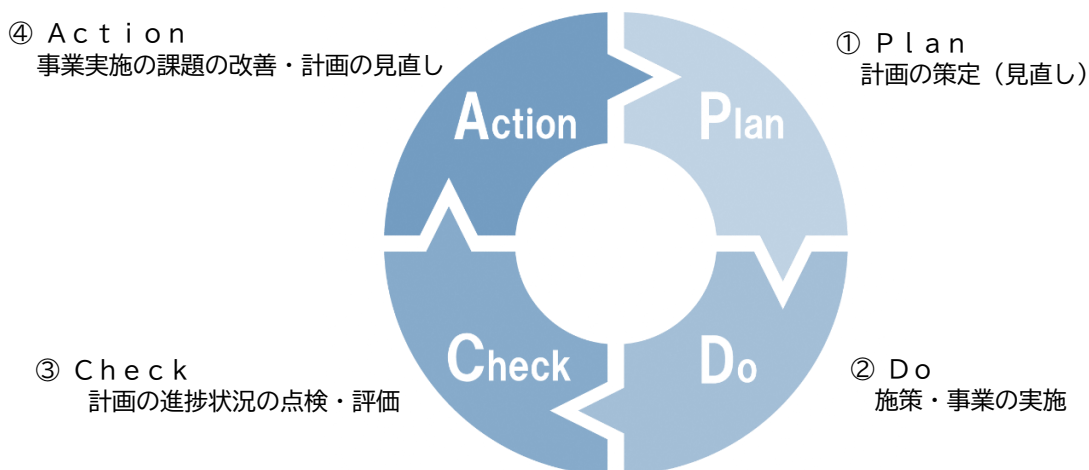 ④ Ａｃｔｉｏｎ
事業実施の課題の改善・計画の見直し
① Ｐｌａｎ
計画の策定（見直し）
Action
Plan
Check
Do
③ Ｃｈｅｃｋ
計画の進捗状況の点検・評価
② Ｄｏ
施策・事業の実施